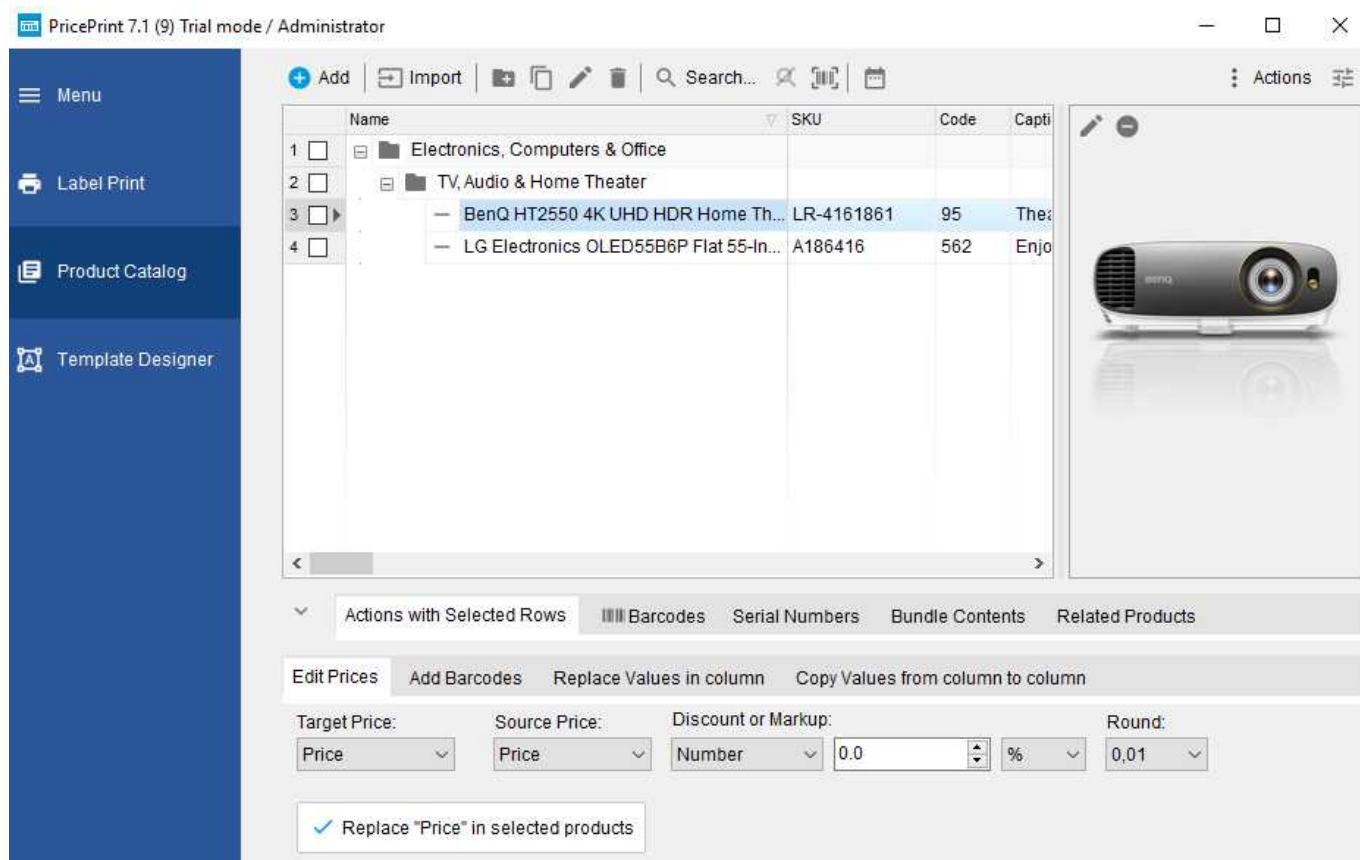 PricePrint 7.1 (9) Trial mode / Administrator
Menu
Label Print
Product Catalog
Template Designer
Add Import Search... Actions
Name SKU Code Capti
1 Electronics, Computers & Office
2 TV, Audio & Home Theater
3 BenQ HT2550 4K UHD HDR Home Th... LR-4161861 95 Thea
4 LG Electronics OLED55B6P Flat 55-In... A186416 562 Enjo
BenQ
Actions with Selected Rows Barcodes Serial Numbers Bundle Contents Related Products
Edit Prices Add Barcodes Replace Values in column Copy Values from column to column
Target Price: Source Price: Discount or Markup: Round:
Price Price Number 0.0 % 0,01
Replace "Price" in selected products